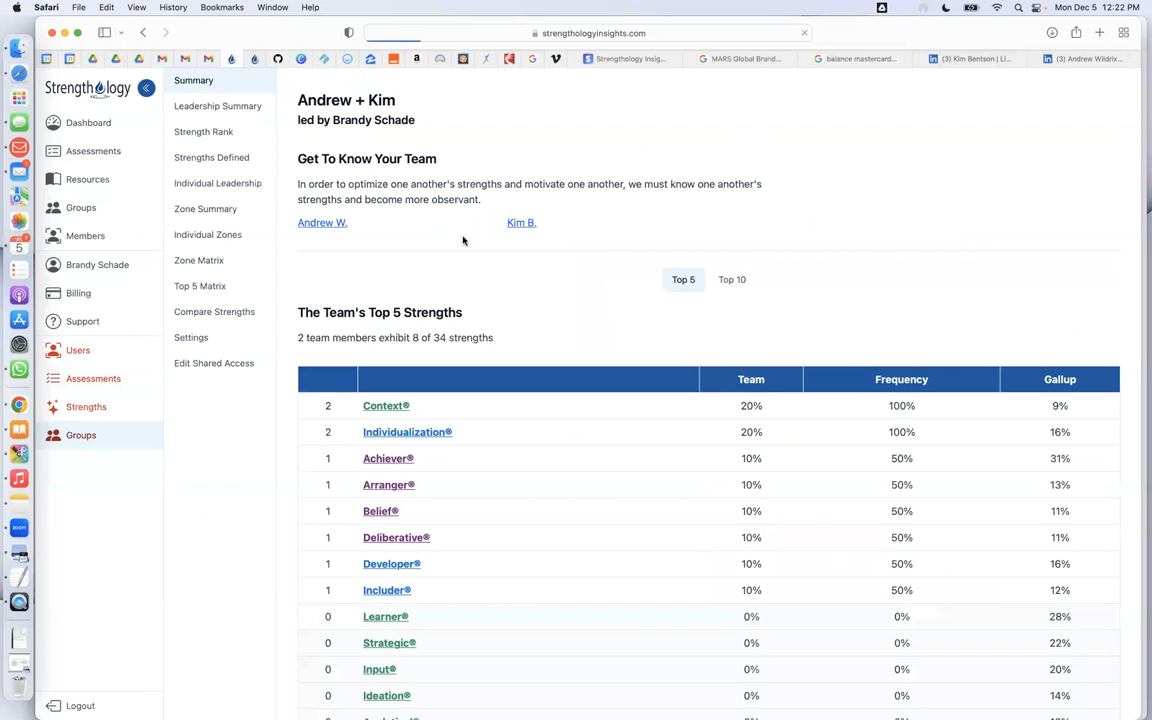 Safari File Edit View History Bookmarks Window Help Mon Dec 5 12:22 PM
strengthologyinsights.com
Strengthology Insig... MARS Global Brand... balance mastercard... (3) Kim Bentson | Li... (3) Andrew Wildrix...
Strengthology
Dashboard
Assessments
Resources
Groups
Members
Brandy Schade
Billing
Support
Users
Assessments
Strengths
Groups
Logout
Summary
Leadership Summary
Strength Rank
Strengths Defined
Individual Leadership
Zone Summary
Individual Zones
Zone Matrix
Top 5 Matrix
Compare Strengths
Settings
Edit Shared Access
Andrew + Kim
led by Brandy Schade
Get To Know Your Team
In order to optimize one another's strengths and motivate one another, we must know one another's
strengths and become more observant.
Andrew W. Kim B.
Top 5 Top 10
The Team's Top 5 Strengths
2 team members exhibit 8 of 34 strengths
Team Frequency Gallup
2 Context® 20% 100% 9%
2 Individualization® 20% 100% 16%
1 Achiever® 10% 50% 31%
1 Arranger® 10% 50% 13%
1 Belief® 10% 50% 11%
1 Deliberative® 10% 50% 11%
1 Developer® 10% 50% 16%
1 Includer® 10% 50% 12%
0 Learner® 0% 0% 28%
0 Strategic® 0% 0% 22%
0 Input® 0% 0% 20%
0 Ideation® 0% 0% 14%